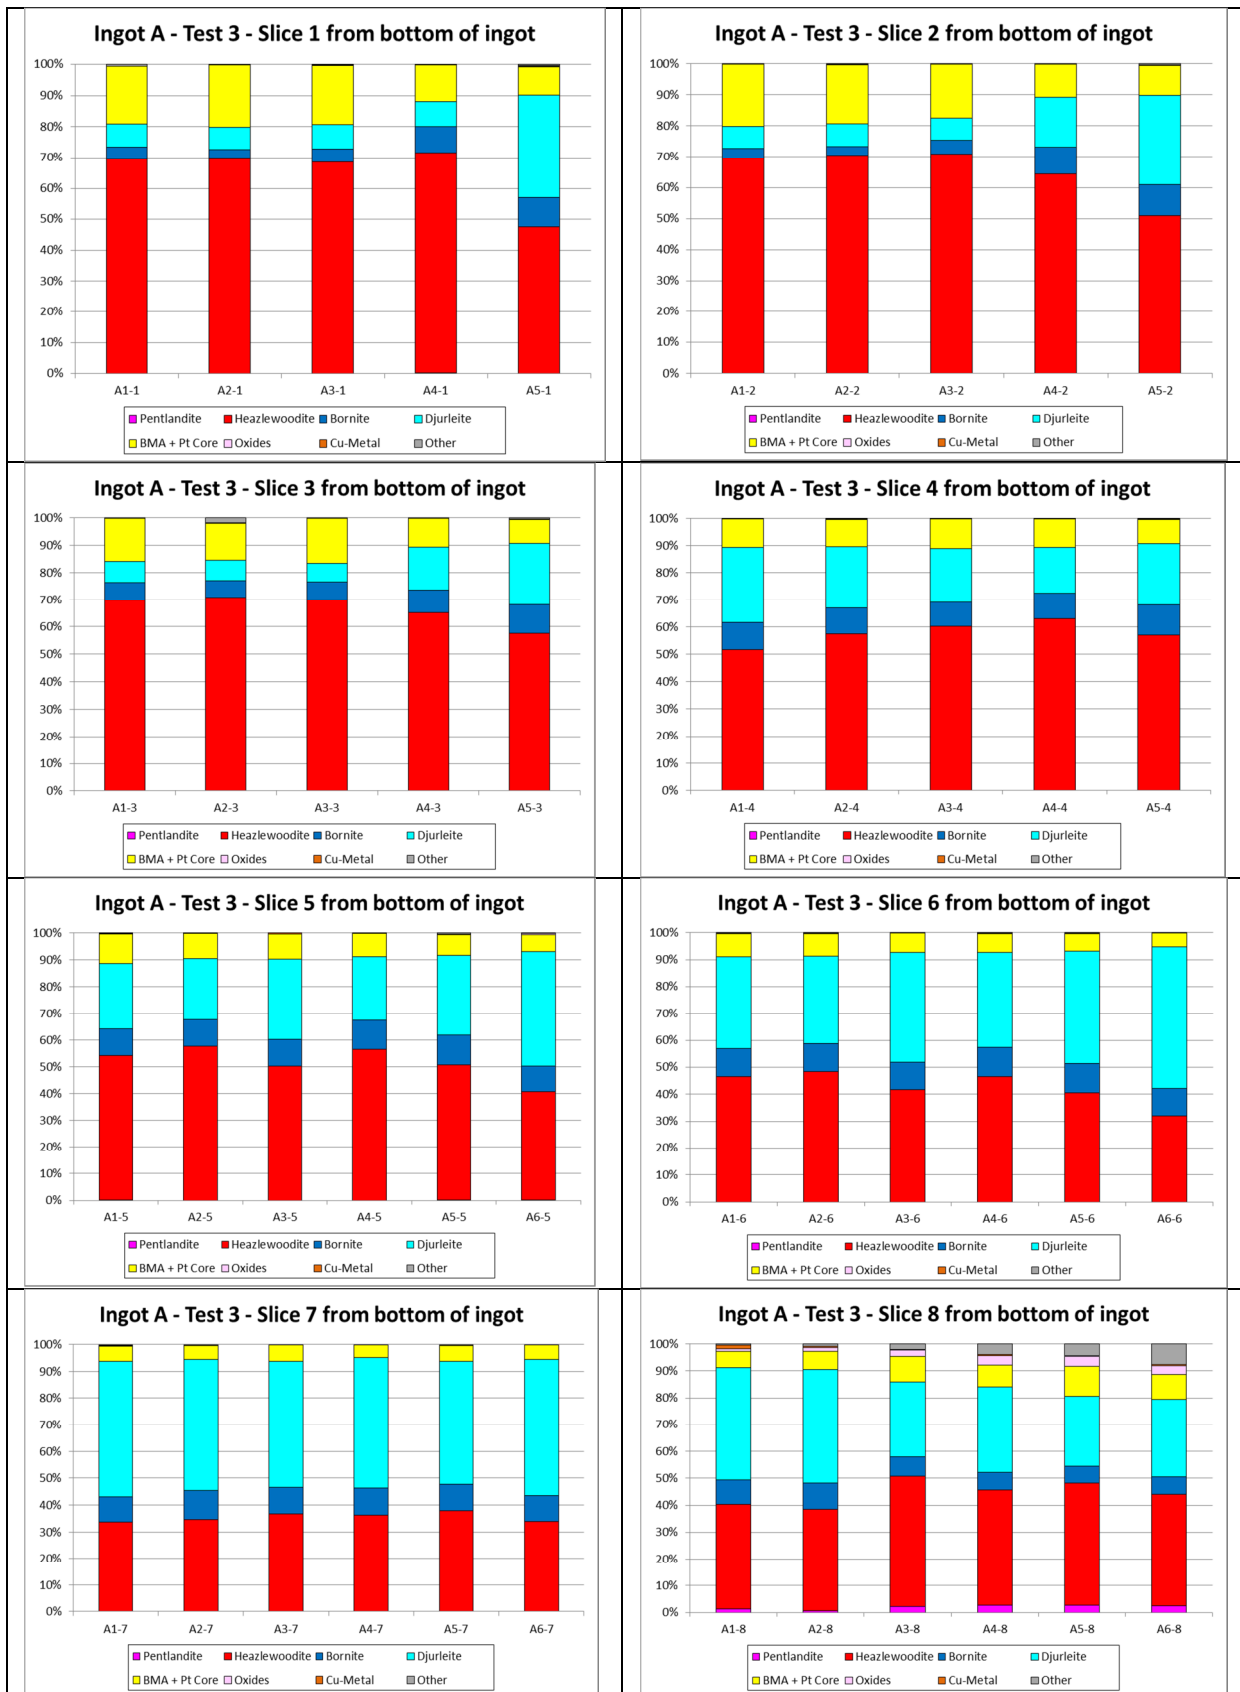 Ingot A - Test 3 - Slice 1 from bottom of ingot
100%
90%
80%
70%
60%
50%
40%
30%
20%
10%
0%
A1-1 A2-1 A3-1 A4-1 A5-1
Pentlandite Heazlewoodite Bornite Djurleite
BMA + Pt Core Oxides Cu-Metal Other
Ingot A - Test 3 - Slice 2 from bottom of ingot
100%
90%
80%
70%
60%
50%
40%
30%
20%
10%
0%
A1-2 A2-2 A3-2 A4-2 A5-2
Pentlandite Heazlewoodite Bornite Djurleite
BMA + Pt Core Oxides Cu-Metal Other
Ingot A - Test 3 - Slice 3 from bottom of ingot
100%
90%
80%
70%
60%
50%
40%
30%
20%
10%
0%
A1-3 A2-3 A3-3 A4-3 A5-3
Pentlandite Heazlewoodite Bornite Djurleite
BMA + Pt Core Oxides Cu-Metal Other
Ingot A - Test 3 - Slice 4 from bottom of ingot
100%
90%
80%
70%
60%
50%
40%
30%
20%
10%
0%
A1-4 A2-4 A3-4 A4-4 A5-4
Pentlandite Heazlewoodite Bornite Djurleite
BMA + Pt Core Oxides Cu-Metal Other
Ingot A - Test 3 - Slice 5 from bottom of ingot
100%
90%
80%
70%
60%
50%
40%
30%
20%
10%
0%
A1-5 A2-5 A3-5 A4-5 A5-5 A6-5
Pentlandite Heazlewoodite Bornite Djurleite
BMA + Pt Core Oxides Cu-Metal Other
Ingot A - Test 3 - Slice 6 from bottom of ingot
100%
90%
80%
70%
60%
50%
40%
30%
20%
10%
0%
A1-6 A2-6 A3-6 A4-6 A5-6 A6-6
Pentlandite Heazlewoodite Bornite Djurleite
BMA + Pt Core Oxides Cu-Metal Other
Ingot A - Test 3 - Slice 7 from bottom of ingot
100%
90%
80%
70%
60%
50%
40%
30%
20%
10%
0%
A1-7 A2-7 A3-7 A4-7 A5-7 A6-7
Pentlandite Heazlewoodite Bornite Djurleite
BMA + Pt Core Oxides Cu-Metal Other
Ingot A - Test 3 - Slice 8 from bottom of ingot
100%
90%
80%
70%
60%
50%
40%
30%
20%
10%
0%
A1-8 A2-8 A3-8 A4-8 A5-8 A6-8
Pentlandite Heazlewoodite Bornite Djurleite
BMA + Pt Core Oxides Cu-Metal Other